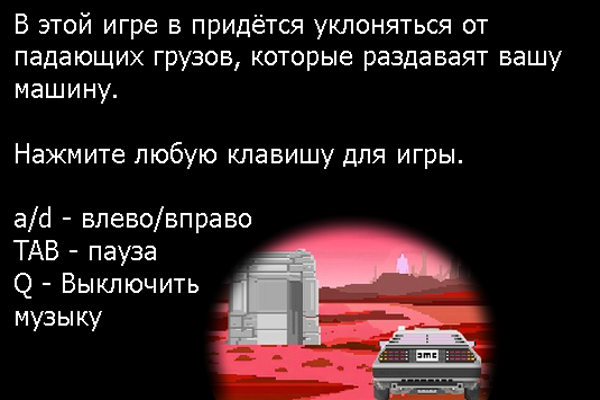 В этой игре в придётся уклоняться от
падающих грузов, которые раздаваят вашу
машину.
Нажмите любую клавишу для игры.
a/d - влево/вправо
TAB - пауза
Q - Выключить
музыку